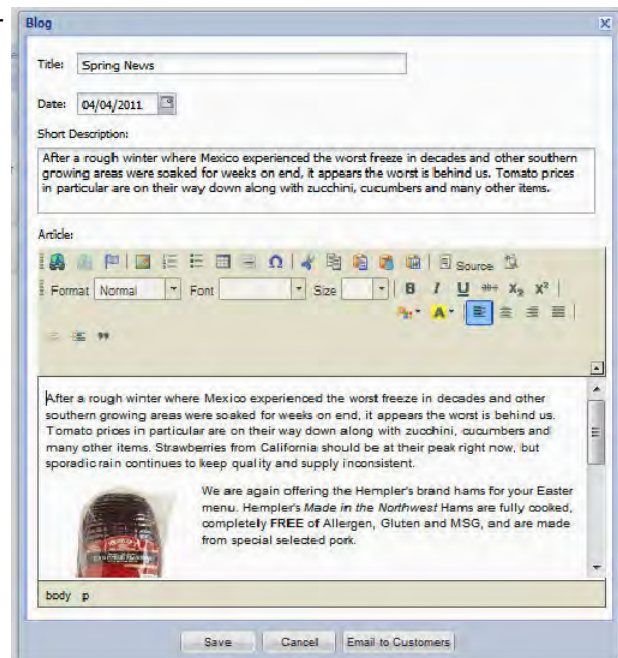 Blog
Title: Spring News
Date: 04/04/2011
Short Description:
After a rough winter where Mexico experienced the worst freeze in decades and other southern
growing areas were soaked for weeks on end, it appears the worst is behind us. Tomato prices
in particular are on their way down along with zucchini, cucumbers and many other items.
Article:
Source
Format Normal Font Size B I U abc X₂ X²
A
body p
After a rough winter where Mexico experienced the worst freeze in decades and other
southern growing areas were soaked for weeks on end, it appears the worst is behind us.
Tomato prices in particular are on their way down along with zucchini, cucumbers and
many other items. Strawberries from California should be at their peak right now, but
sporadic rain continues to keep quality and supply inconsistent.
We are again offering the Hempler's brand hams for your Easter
menu. Hempler's Made in the Northwest Hams are fully cooked,
completely FREE of Allergen, Gluten and MSG, and are made
from special selected pork.
Save Cancel Email to Customers